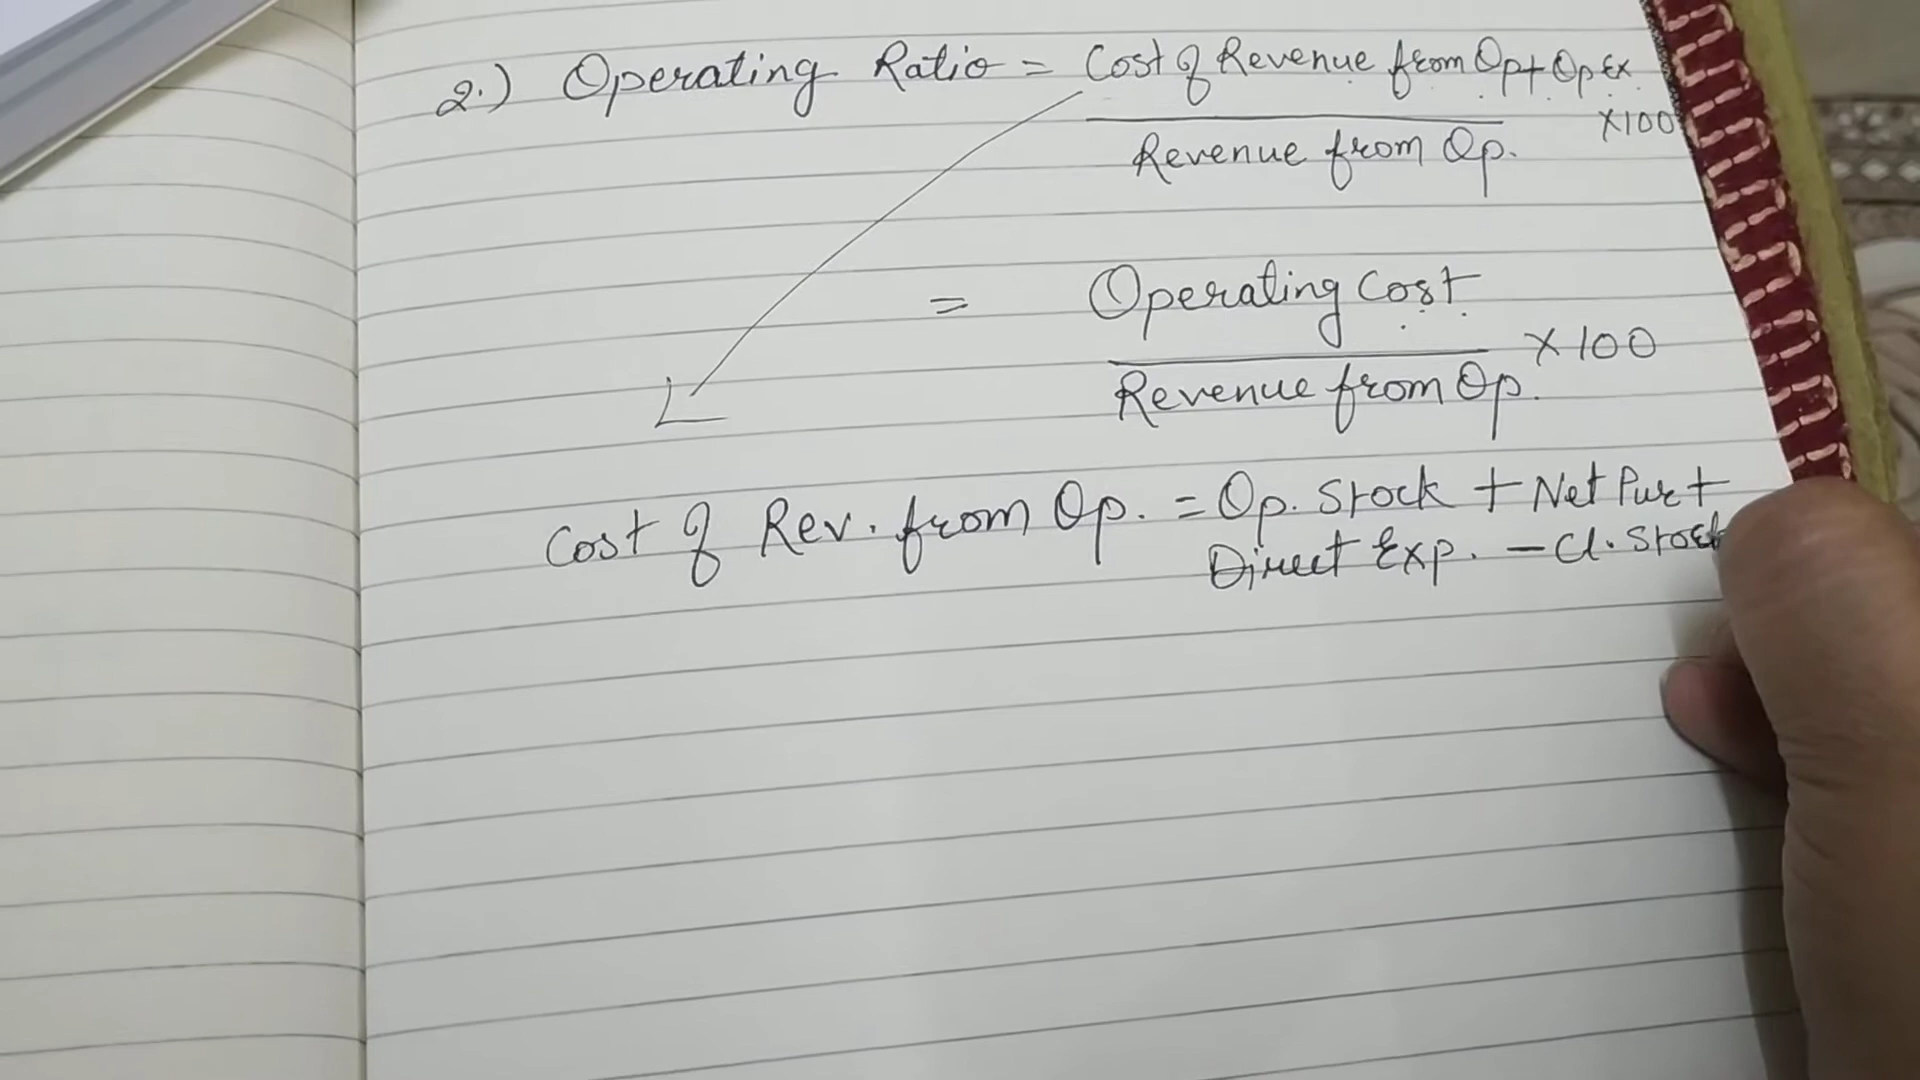 2.) Operating Ratio = Cost of Revenue from Op + Op Ex
X100
Revenue from Op.
= Operating Cost
X 100
Revenue from Op.
Cost of Rev. from Op. = Op. Stock + Net Pur +
Direct Exp. - Cl. Stock